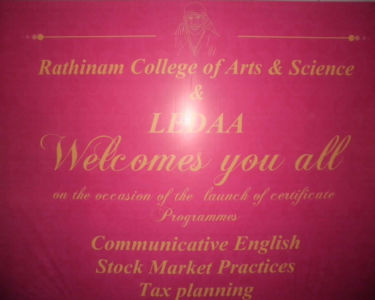 Rathinam College of Arts & Science
&
LEDAA
Welcomes you all
on the occasion of the launch of certificate
Programmes
Communicative English
Stock Market Practices
Tax planning